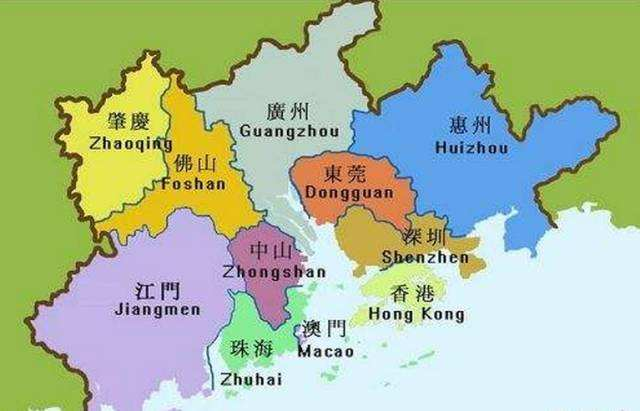 廣州
Guangzhou
肇慶
Zhaoqing
惠州
Huizhou
佛山
Foshan
東莞
Dongguan
深圳
Shenzhen
中山
Zhongshan
江門
Jiangmen
香港
Hong Kong
澳門
Macao
珠海
Zhuhai